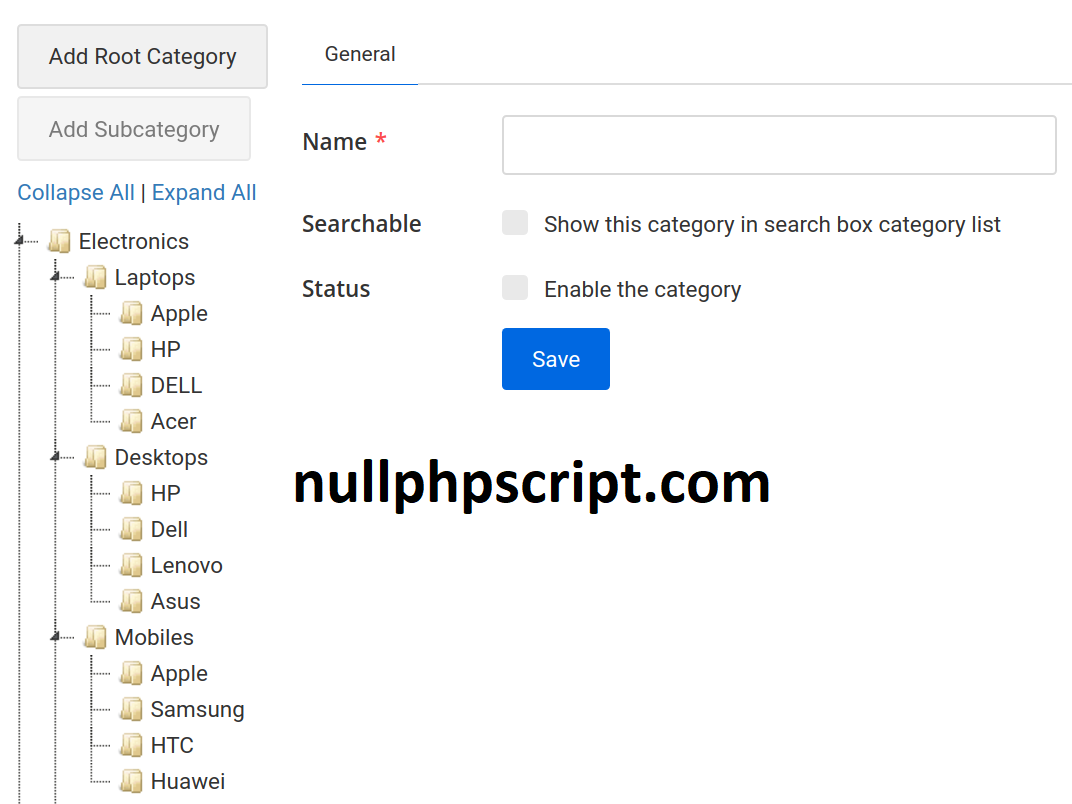 Add Root Category
Add Subcategory
Collapse All | Expand All
Electronics
Laptops
Apple
HP
DELL
Acer
Desktops
HP
Dell
Lenovo
Asus
Mobiles
Apple
Samsung
HTC
Huawei
General
Name *
Searchable
Show this category in search box category list
Status
Enable the category
Save
nullphpscript.com